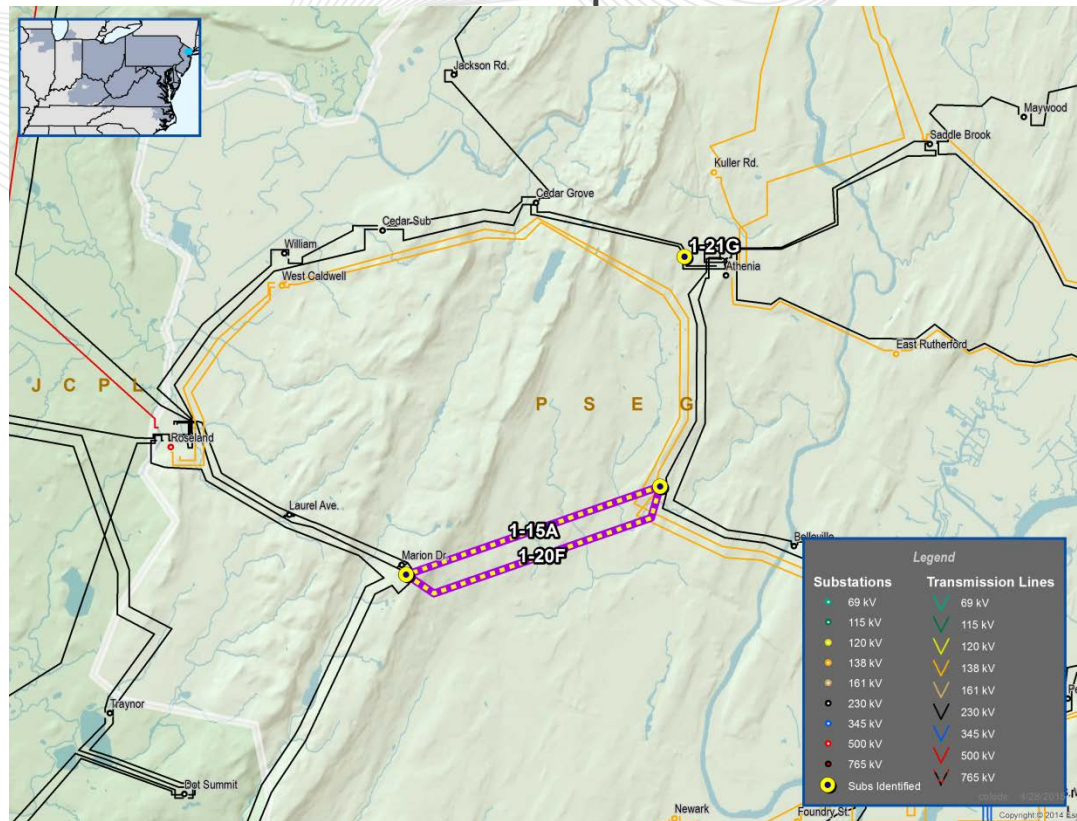 Jackson Rd.
Maywood
Saddle Brook
Kuller Rd.
Cedar Grove
Cedar Sub
William
1-21G
Athenia
West Caldwell
East Rutherford
J C P L
P S E G
Roseland
Laurel Ave.
1-15A
Marion Dr.
1-20F
Belleville
Traynor
Dot Summit
Newark
Foundry St.
Legend
Substations
Transmission Lines
69 kV
69 kV
115 kV
115 kV
120 kV
120 kV
138 kV
138 kV
161 kV
161 kV
230 kV
230 kV
345 kV
345 kV
500 kV
500 kV
765 kV
765 kV
Subs Identified
Copyright:© 2014 Esri